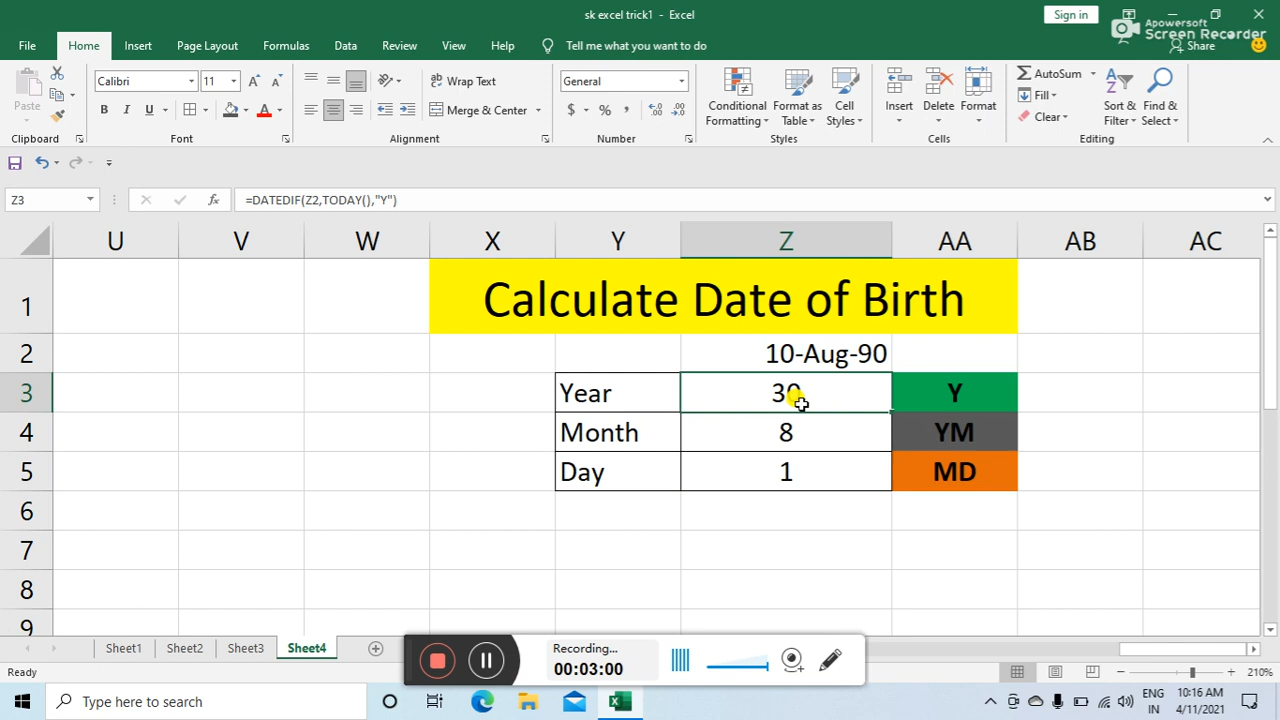 sk excel trick1 - Excel
Sign in
Apowersoft
Screen Recorder
File Home Insert Page Layout Formulas Data Review View Help Tell me what you want to do Share
Paste
Calibri 11
B I U
Wrap Text
Merge & Center
General
$ % ,
Conditional Formatting
Format as Table
Cell Styles
Insert
Delete
Format
AutoSum
Fill
Clear
Sort & Filter
Find & Select
Clipboard Font Alignment Number Styles Cells Editing
Z3 fx =DATEDIF(Z2,TODAY(),"Y")
U V W X Y Z AA AB AC
1 Calculate Date of Birth
2 10-Aug-90
3 Year 30 Y
4 Month 8 YM
5 Day 1 MD
6
7
8
9
Sheet1 Sheet2 Sheet3 Sheet4
Recording...
00:03:00
Ready 210%
Type here to search
ENG
IN
10:16 AM
4/11/2021